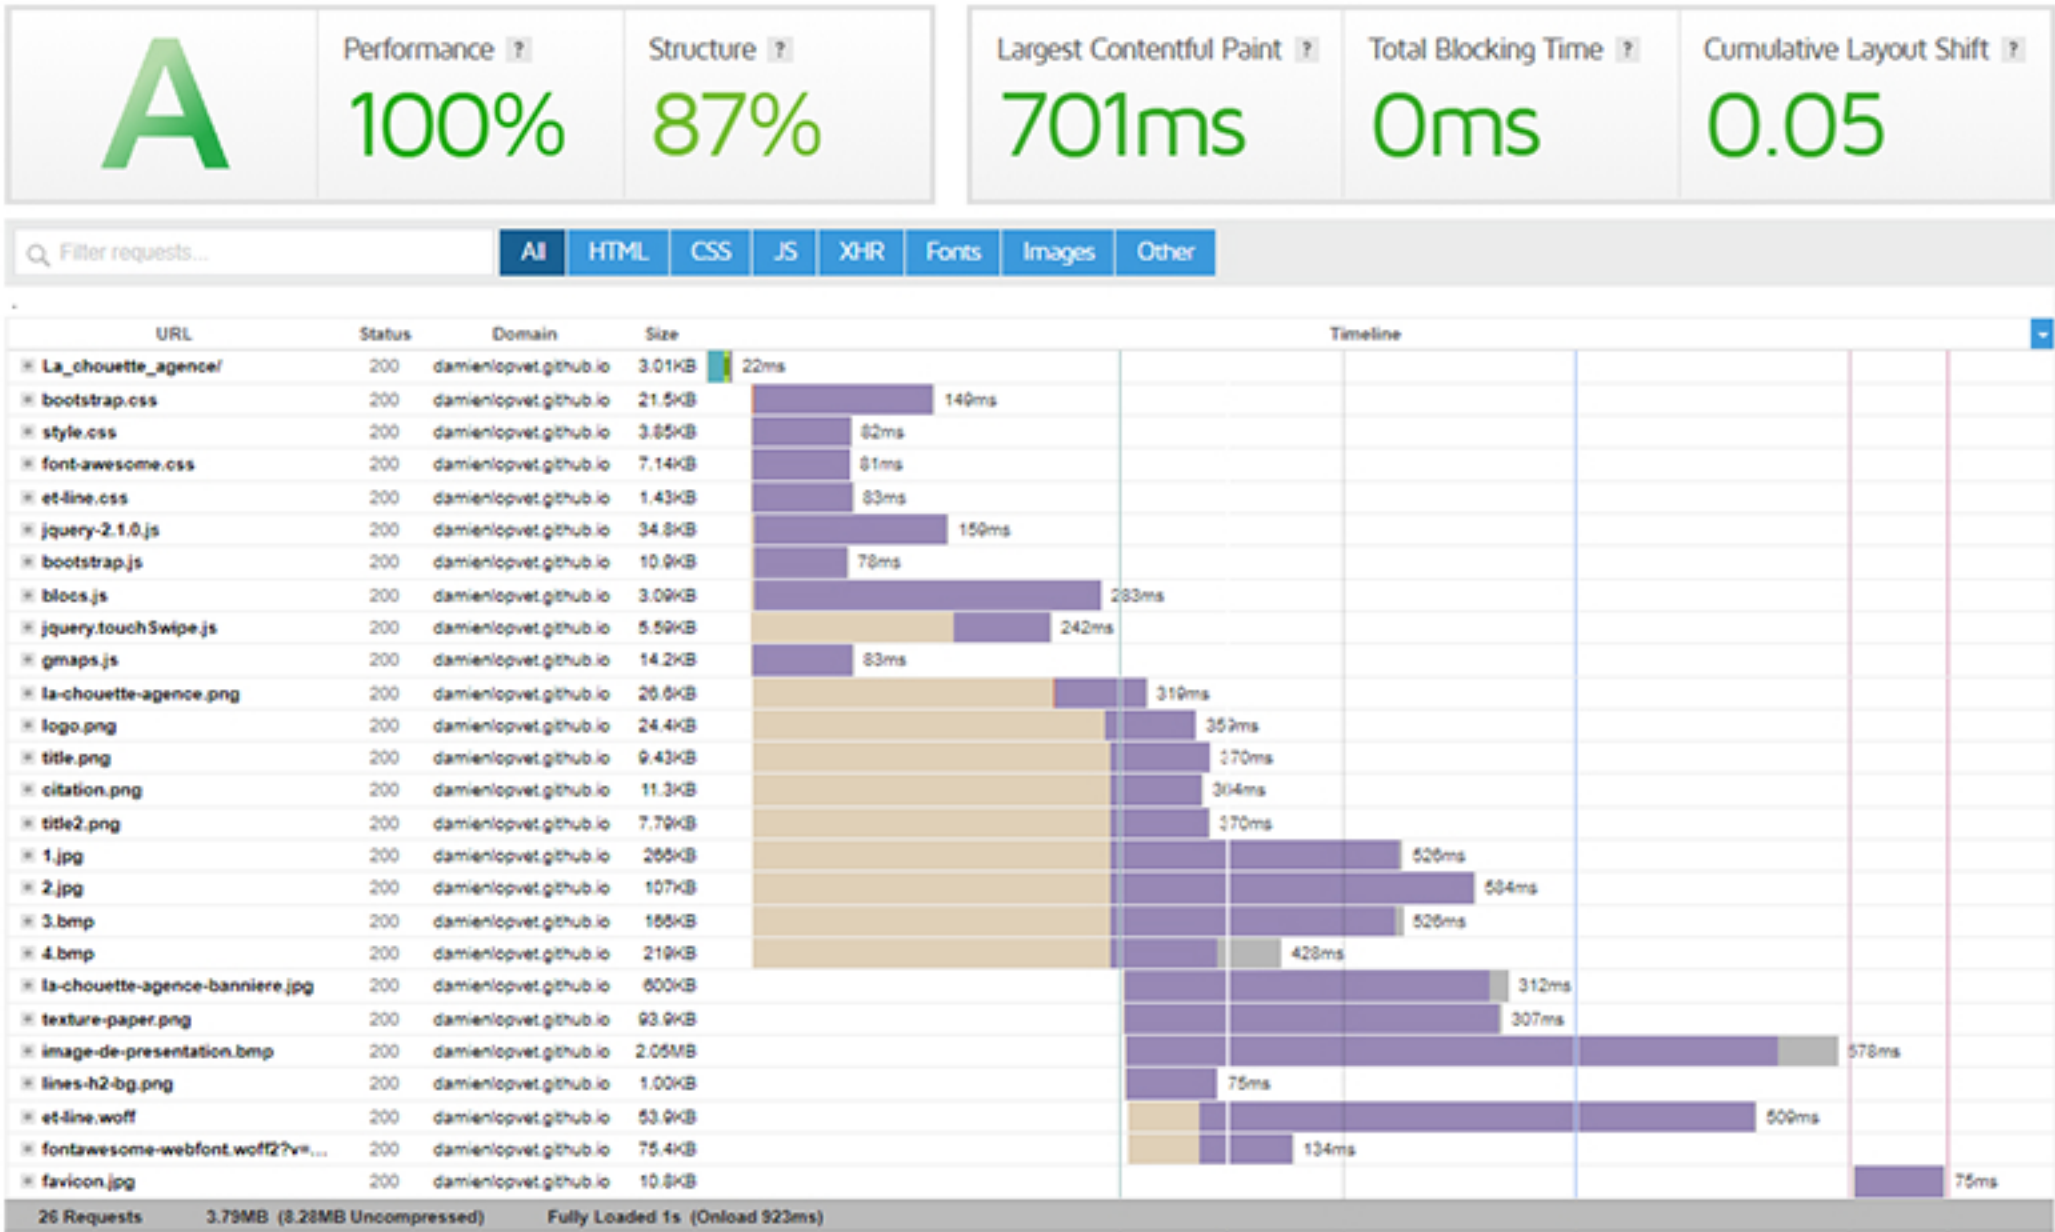 A Performance ? Structure ? Largest Contentful Paint ? Total Blocking Time ? Cumulative Layout Shift ?
100% 87% 701ms 0ms 0.05
Filter requests... All HTML CSS JS XHR Fonts Images Other
URL Status Domain Size Timeline
La_chouette_agence/ 200 damienlopvet.github.io 3.01KB 22ms
bootstrap.css 200 damienlopvet.github.io 21.5KB 149ms
style.css 200 damienlopvet.github.io 3.85KB 82ms
font-awesome.css 200 damienlopvet.github.io 7.14KB 81ms
et-line.css 200 damienlopvet.github.io 1.43KB 83ms
jquery-2.1.0.js 200 damienlopvet.github.io 34.8KB 159ms
bootstrap.js 200 damienlopvet.github.io 10.9KB 78ms
blocs.js 200 damienlopvet.github.io 3.09KB 283ms
jquery.touchSwipe.js 200 damienlopvet.github.io 5.59KB 242ms
gmaps.js 200 damienlopvet.github.io 14.2KB 83ms
la-chouette-agence.png 200 damienlopvet.github.io 26.6KB 319ms
logo.png 200 damienlopvet.github.io 24.4KB 359ms
title.png 200 damienlopvet.github.io 9.43KB 370ms
citation.png 200 damienlopvet.github.io 11.3KB 364ms
title2.png 200 damienlopvet.github.io 7.79KB 370ms
1.jpg 200 damienlopvet.github.io 526ms
2.jpg 200 damienlopvet.github.io 107KB
3.bmp 200 damienlopvet.github.io 526ms
4.bmp 200 damienlopvet.github.io 219KB 428ms
la-chouette-agence-banniere.jpg 200 damienlopvet.github.io 600KB 312ms
texture-paper.png 200 damienlopvet.github.io 93.9KB 307ms
image-de-presentation.bmp 200 damienlopvet.github.io 2.05MB 578ms
lines-h2-bg.png 200 damienlopvet.github.io 1.00KB 75ms
et-line.woff 200 damienlopvet.github.io 53.9KB 509ms
fontawesome-webfont.woff2?v=... 200 damienlopvet.github.io 75.4KB 134ms
favicon.jpg 200 damienlopvet.github.io 10.8KB 75ms
26 Requests 3.79MB (8.28MB Uncompressed) Fully Loaded 1s (Onload 923ms)